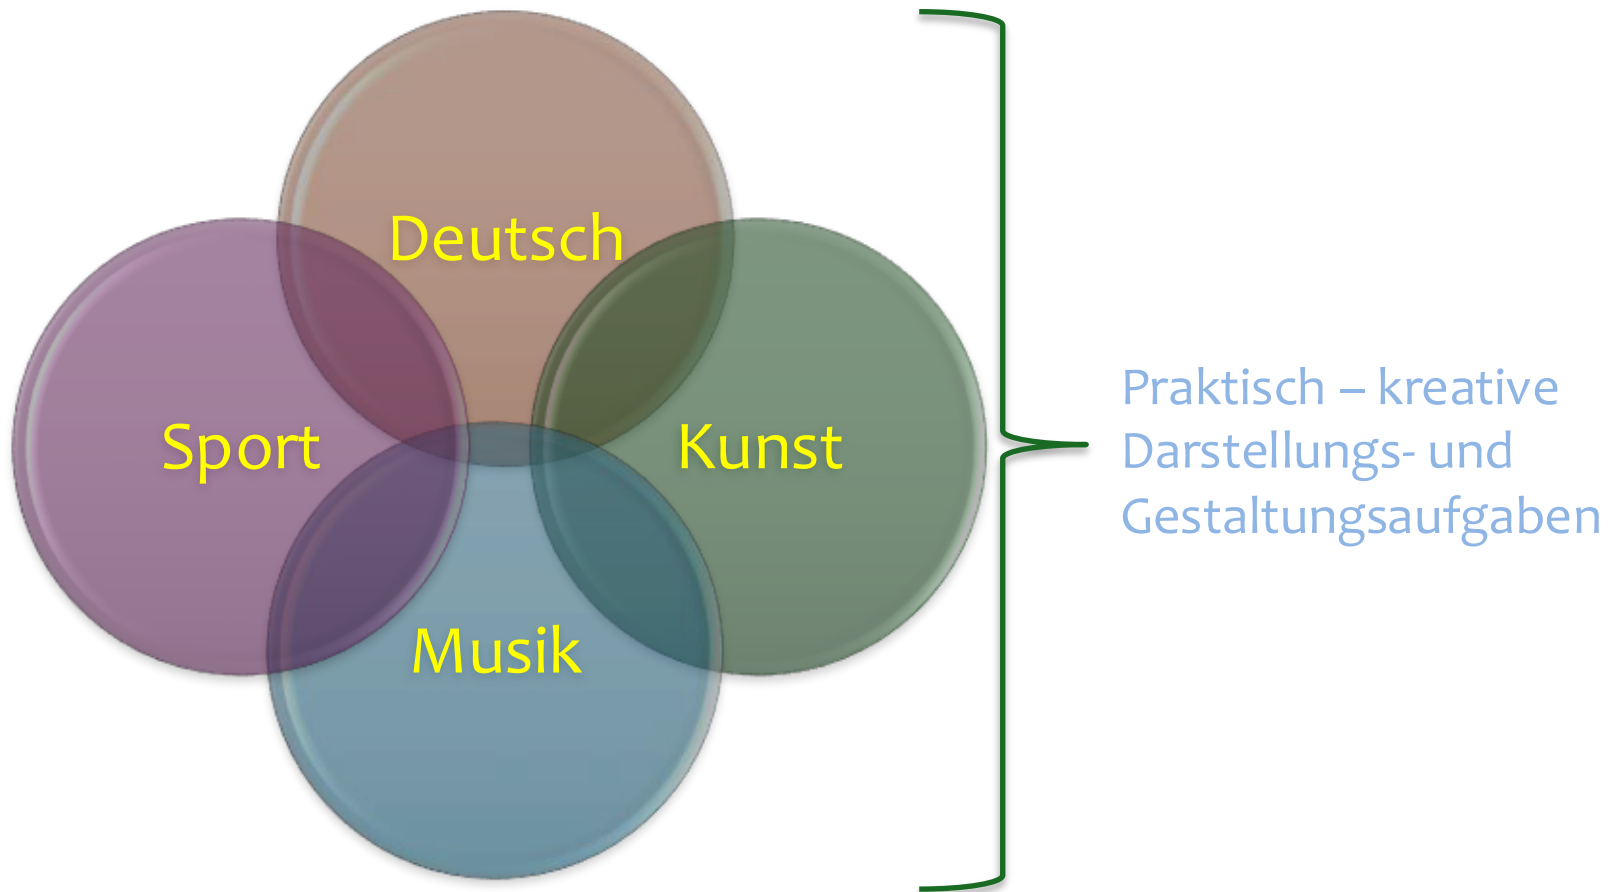 Deutsch
Sport
Kunst
Musik
Praktisch – kreative
Darstellungs- und
Gestaltungsaufgaben